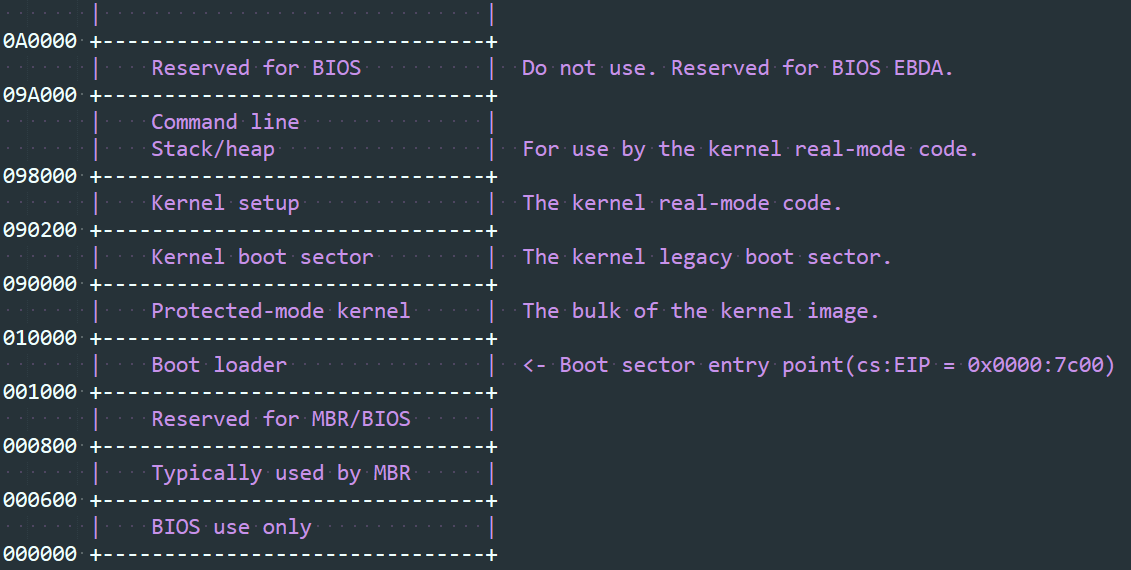 |                               |
0A0000 +-------------------------------+
|    Reserved for BIOS          |  Do not use. Reserved for BIOS EBDA.
09A000 +-------------------------------+
|    Command line               |
|    Stack/heap                 |  For use by the kernel real-mode code.
098000 +-------------------------------+
|    Kernel setup               |  The kernel real-mode code.
090200 +-------------------------------+
|    Kernel boot sector         |  The kernel legacy boot sector.
090000 +-------------------------------+
|    Protected-mode kernel      |  The bulk of the kernel image.
010000 +-------------------------------+
|    Boot loader                |  <- Boot sector entry point(cs:EIP = 0x0000:7c00)
001000 +-------------------------------+
|    Reserved for MBR/BIOS      |
000800 +-------------------------------+
|    Typically used by MBR      |
000600 +-------------------------------+
|    BIOS use only              |
000000 +-------------------------------+